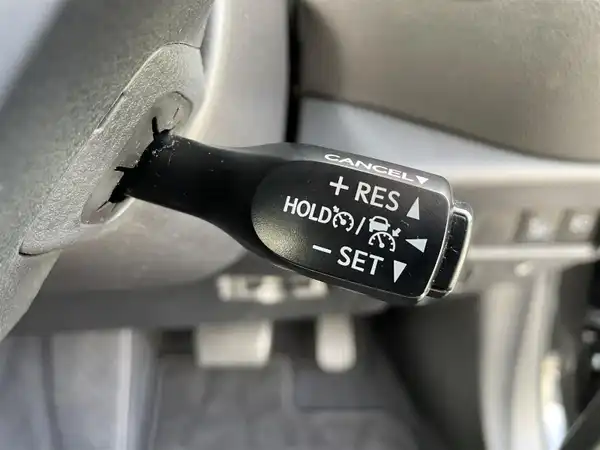 CANCEL▼
+ RES ▲
HOLD / ◀
− SET ▼